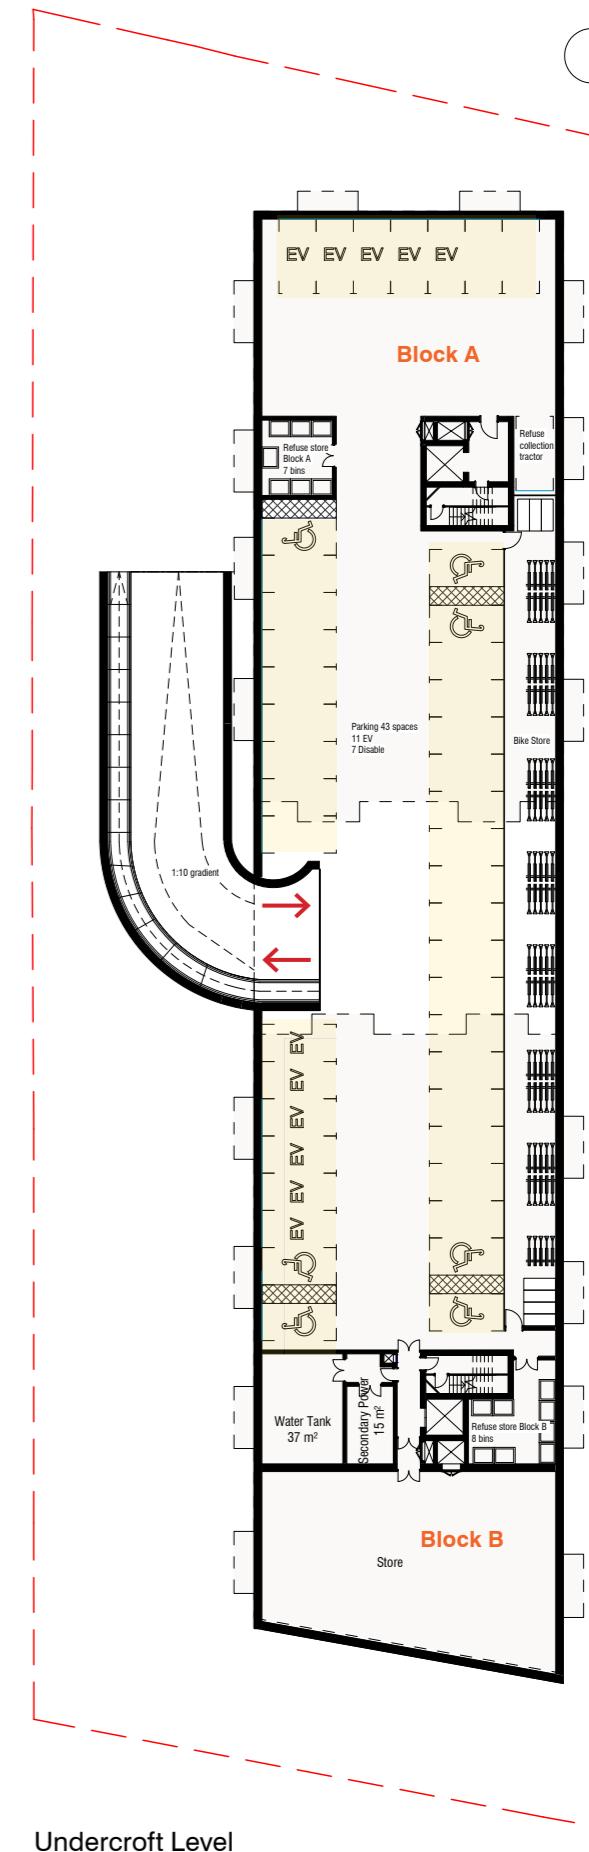 EV EV EV EV EV
Block A
Refuse store
Block A
7 bins
Refuse
collection
tractor
Parking 43 spaces
11 EV
7 Disable
Bike Store
1:10 gradient
EV
EV
EV
EV
EV
EV
Water Tank
37 m²
Secondary Power
15 m²
Refuse store Block B
8 bins
Block B
Store
Undercroft Level